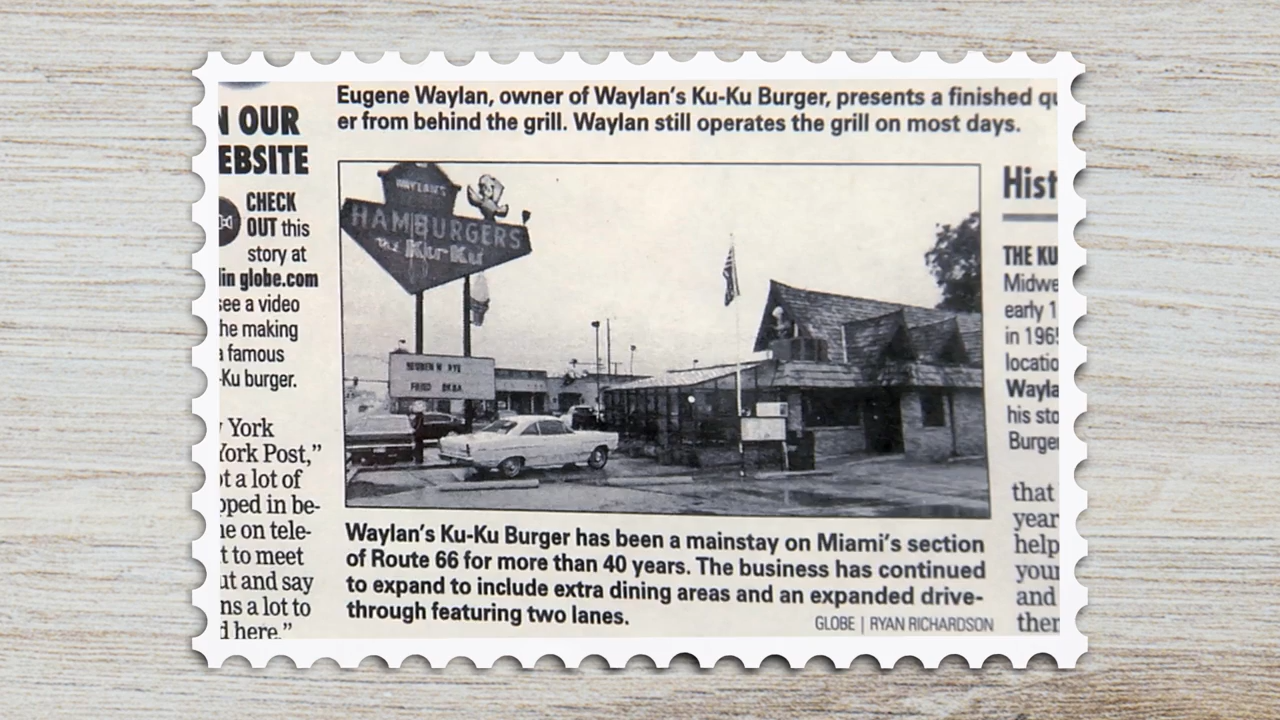 N OUR
EBSITE
CHECK
OUT this
story at
lin globe.com
see a video
he making
a famous
-Ku burger.
York
York Post,"
ot a lot of
pped in be-
ne on tele-
t to meet
ut and say
ns a lot to
d here."
Eugene Waylan, owner of Waylan's Ku-Ku Burger, presents a finished qu
er from behind the grill. Waylan still operates the grill on most days.
WAYLAN'S
HAMBURGERS
THE Ku-Ku
Waylan's Ku-Ku Burger has been a mainstay on Miami's section
of Route 66 for more than 40 years. The business has continued
to expand to include extra dining areas and an expanded drive-
through featuring two lanes.
GLOBE | RYAN RICHARDSON
Hist
THE KU
Midwe
early 1
in 1965
locatio
Wayla
his sto
Burger
that
year
help
your
and
then